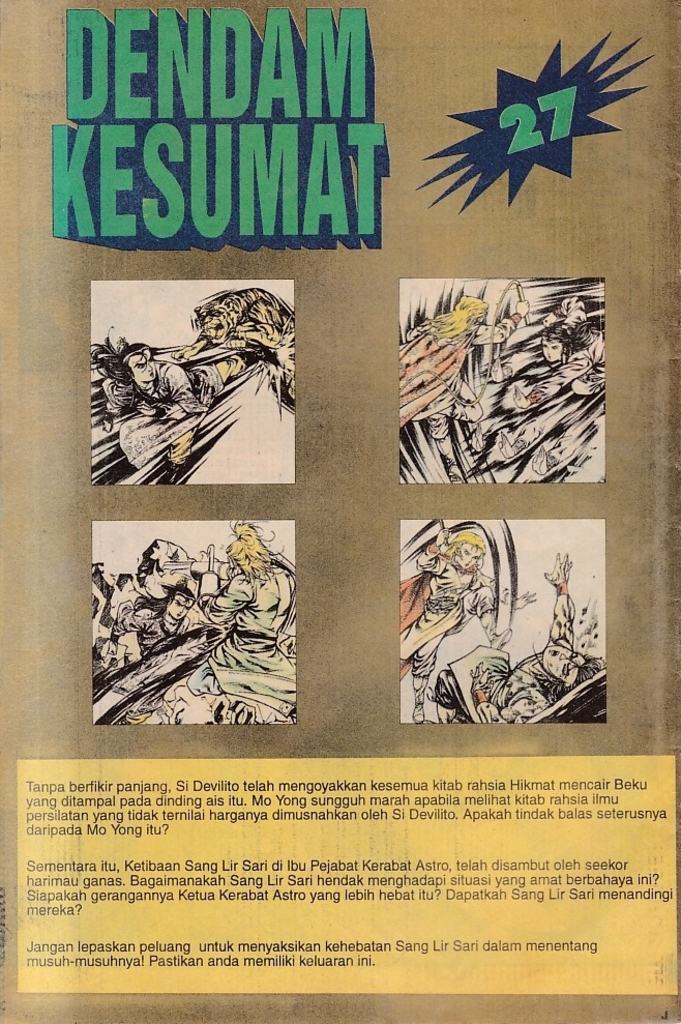 DENDAM
KESUMAT
27
Tanpa berfikir panjang, Si Devilito telah mengoyakkan kesemua kitab rahsia Hikmat mencair Beku
yang ditampal pada dinding ais itu. Mo Yong sungguh marah apabila melihat kitab rahsia ilmu
persilatan yang tidak ternilai harganya dimusnahkan oleh Si Devilito. Apakah tindak balas seterusnya
daripada Mo Yong itu?
Sementara itu, Ketibaan Sang Lir Sari di Ibu Pejabat Kerabat Astro, telah disambut oleh seekor
harimau ganas. Bagaimanakah Sang Lir Sari hendak menghadapi situasi yang amat berbahaya ini?
Siapakah gerangannya Ketua Kerabat Astro yang lebih hebat itu? Dapatkah Sang Lir Sari menandingi
mereka?
Jangan lepaskan peluang untuk menyaksikan kehebatan Sang Lir Sari dalam menentang
musuh-musuhnya! Pastikan anda memiliki keluaran ini.